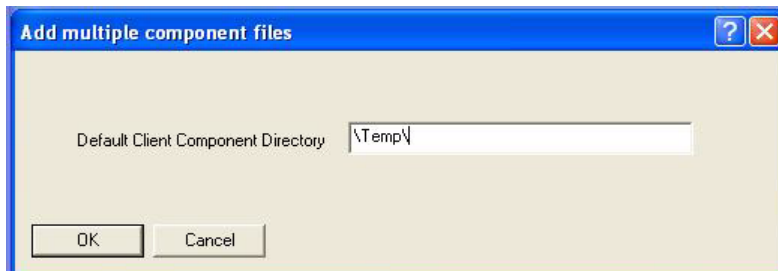 Add multiple component files
Default Client Component Directory \Temp\
OK Cancel